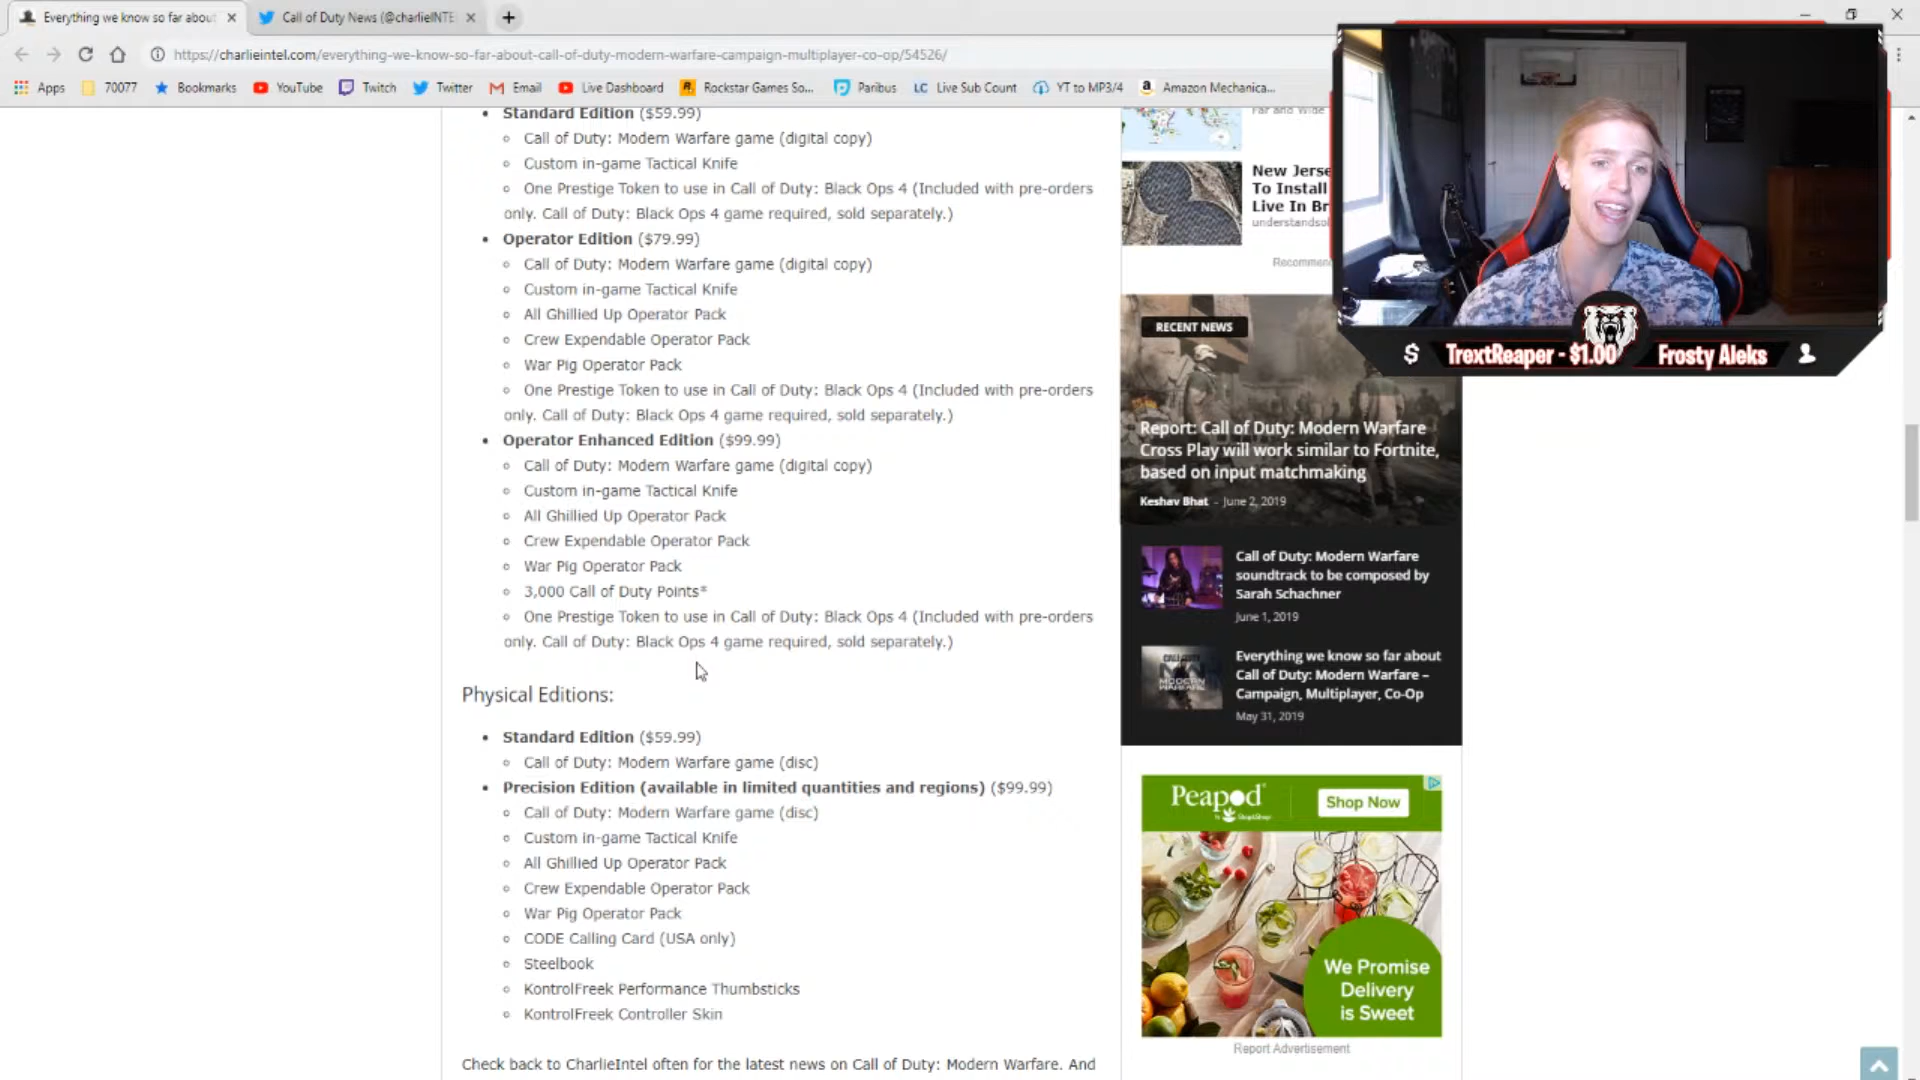 Everything we know so far about
Call of Duty News (@charlieINTE
https://charlieintel.com/everything-we-know-so-far-about-call-of-duty-modern-warfare-campaign-multiplayer-co-op/54526/
Apps
70077
Bookmarks
YouTube
Twitch
Twitter
Email
Live Dashboard
R.
Rockstar Games So...
Paribus
LC
Live Sub Count
YT to MP3/4
a
Amazon Mechanica...
Standard Edition ($59.99)
Call of Duty: Modern Warfare game (digital copy)
Custom in-game Tactical Knife
One Prestige Token to use in Call of Duty: Black Ops 4 (Included with pre-orders
only. Call of Duty: Black Ops 4 game required, sold separately.)
Operator Edition ($79.99)
Call of Duty: Modern Warfare game (digital copy)
Custom in-game Tactical Knife
All Ghillied Up Operator Pack
Crew Expendable Operator Pack
War Pig Operator Pack
One Prestige Token to use in Call of Duty: Black Ops 4 (Included with pre-orders
only. Call of Duty: Black Ops 4 game required, sold separately.)
Operator Enhanced Edition ($99.99)
Call of Duty: Modern Warfare game (digital copy)
Custom in-game Tactical Knife
All Ghillied Up Operator Pack
Crew Expendable Operator Pack
War Pig Operator Pack
3,000 Call of Duty Points*
One Prestige Token to use in Call of Duty: Black Ops 4 (Included with pre-orders
only. Call of Duty: Black Ops 4 game required, sold separately.)
Physical Editions:
Standard Edition ($59.99)
Call of Duty: Modern Warfare game (disc)
Precision Edition (available in limited quantities and regions) ($99.99)
Call of Duty: Modern Warfare game (disc)
Custom in-game Tactical Knife
All Ghillied Up Operator Pack
Crew Expendable Operator Pack
War Pig Operator Pack
CODE Calling Card (USA only)
Steelbook
KontrolFreek Performance Thumbsticks
KontrolFreek Controller Skin
Check back to CharlieIntel often for the latest news on Call of Duty: Modern Warfare. And
Far and Wide
New Jerse
To Install
Live In Br
understandsol
Recommen
$ TrextReaper - $1.00 Frosty Aleks
RECENT NEWS
Report: Call of Duty: Modern Warfare
Cross Play will work similar to Fortnite,
based on input matchmaking
Keshav Bhat - June 2, 2019
Call of Duty: Modern Warfare
soundtrack to be composed by
Sarah Schachner
June 1, 2019
Everything we know so far about
Call of Duty: Modern Warfare –
Campaign, Multiplayer, Co-Op
May 31, 2019
Peapod
Shop Now
We Promise
Delivery
is Sweet
Report Advertisement